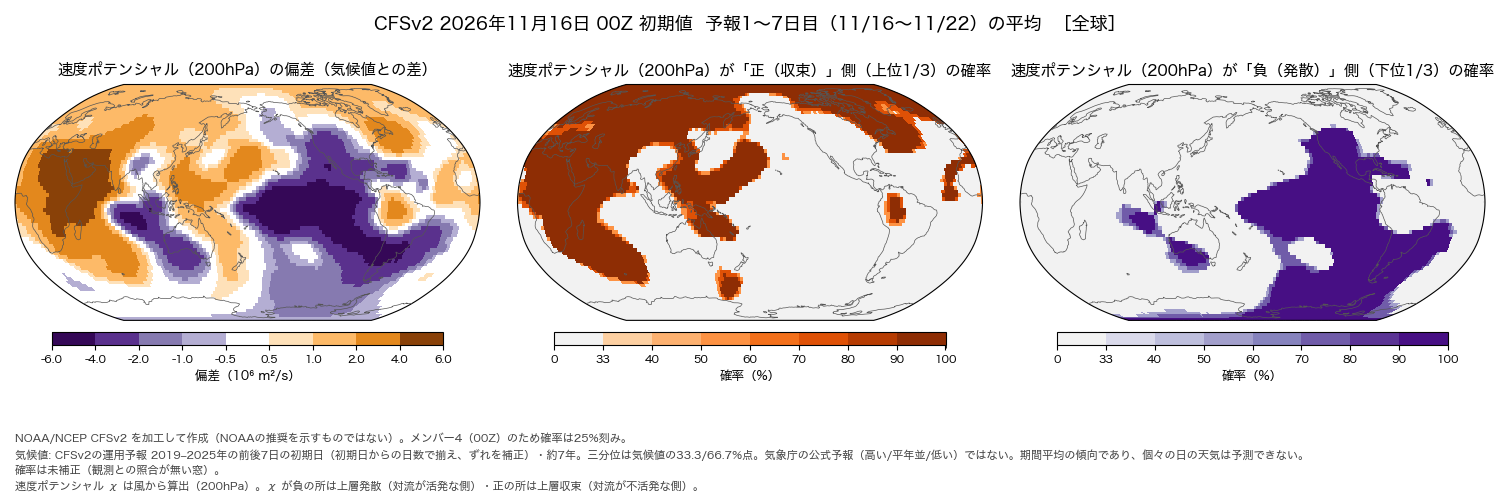 CFSv2 2026年11月16日 00Z 初期値 予報1〜7日目（11/16〜11/22）の平均 ［全球］
速度ポテンシャル（200hPa）の偏差（気候値との差）
速度ポテンシャル（200hPa）が「正（収束）」側（上位1/3）の確率
速度ポテンシャル（200hPa）が「負（発散）」側（下位1/3）の確率
-6.0 -4.0 -2.0 -1.0 -0.5 0.5 1.0 2.0 4.0 6.0
偏差（10⁶ m²/s）
0 33 40 50 60 70 80 90 100
確率（%）
0 33 40 50 60 70 80 90 100
確率（%）
NOAA/NCEP CFSv2 を加工して作成（NOAAの推奨を示すものではない）。メンバー4（00Z）のため確率は25%刻み。
気候値: CFSv2の運用予報 2019–2025年の前後7日の初期日（初期日からの日数で揃え、ずれを補正）・約7年。三分位は気候値の33.3/66.7%点。気象庁の公式予報（高い/平年並/低い）ではない。期間平均の傾向であり、個々の日の天気は予測できない。
確率は未補正（観測との照合が無い窓）。
速度ポテンシャル χ は風から算出（200hPa）。χ が負の所は上層発散（対流が活発な側）・正の所は上層収束（対流が不活発な側）。